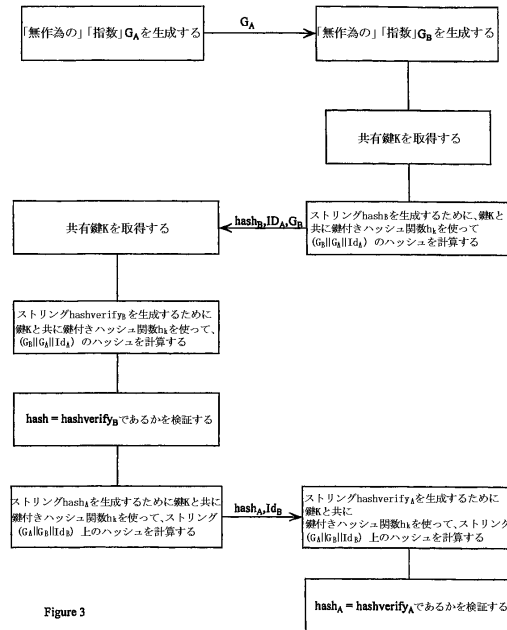 「無作為の」「指数」GAを生成する
GA
「無作為の」「指数」GBを生成する
共有鍵Kを取得する
共有鍵Kを取得する
hashB,IDA,GB
ストリングhashBを生成するために、鍵Kと
共に鍵付きハッシュ関数hkを使って
(GB||GA||IdA) のハッシュを計算する
ストリングhashverifyBを生成するために
鍵Kと共に鍵付きハッシュ関数hkを使って、
(GB||GA||IdA) のハッシュを計算する
hash = hashverifyBであるかを検証する
ストリングhashAを生成するために鍵Kと共に
鍵付きハッシュ関数hkを使って、ストリング
(GA||GB||IdB) 上のハッシュを計算する
hashA,IdB
ストリングhashverifyAを生成するために
鍵Kと共に
鍵付きハッシュ関数hkを使って、ストリング
(GA||GB||IdB) 上のハッシュを計算する
hashA = hashverifyAであるかを検証する
Figure 3